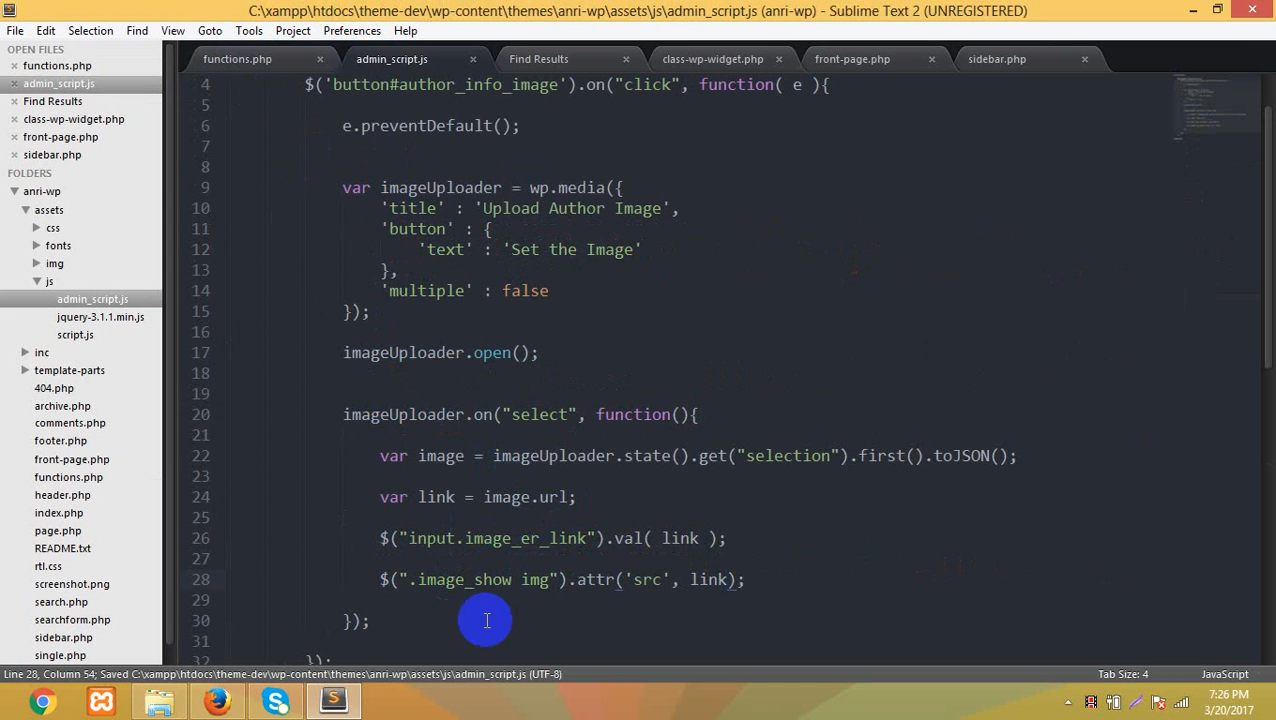 C:\xampp\htdocs\theme-dev\wp-content\themes\anri-wp\assets\js\admin_script.js (anri-wp) - Sublime Text 2 (UNREGISTERED)
File Edit Selection Find View Goto Tools Project Preferences Help
OPEN FILES
functions.php
admin_script.js
Find Results
class-wp-widget.php
front-page.php
sidebar.php
FOLDERS
anri-wp
assets
css
fonts
img
js
admin_script.js
jquery-3.1.1.min.js
script.js
inc
template-parts
404.php
archive.php
comments.php
footer.php
front-page.php
functions.php
header.php
index.php
page.php
README.txt
rtl.css
screenshot.png
search.php
searchform.php
sidebar.php
single.php
functions.php admin_script.js Find Results class-wp-widget.php front-page.php sidebar.php
4 $('button#author_info_image').on("click", function( e ){
5
6 e.preventDefault();
7
8
9 var imageUploader = wp.media({
10 'title' : 'Upload Author Image',
11 'button' : {
12 'text' : 'Set the Image'
13 },
14 'multiple' : false
15 });
16
17 imageUploader.open();
18
19
20 imageUploader.on("select", function(){
21
22 var image = imageUploader.state().get("selection").first().toJSON();
23
24 var link = image.url;
25
26 $("input.image_er_link").val( link );
27
28 $(".image_show img").attr('src', link);
29
30 });
31
32 });
Line 28, Column 54; Saved C:\xampp\htdocs\theme-dev\wp-content\themes\anri-wp\assets\js\admin_script.js (UTF-8) Tab Size: 4 JavaScript
7:26 PM
3/20/2017